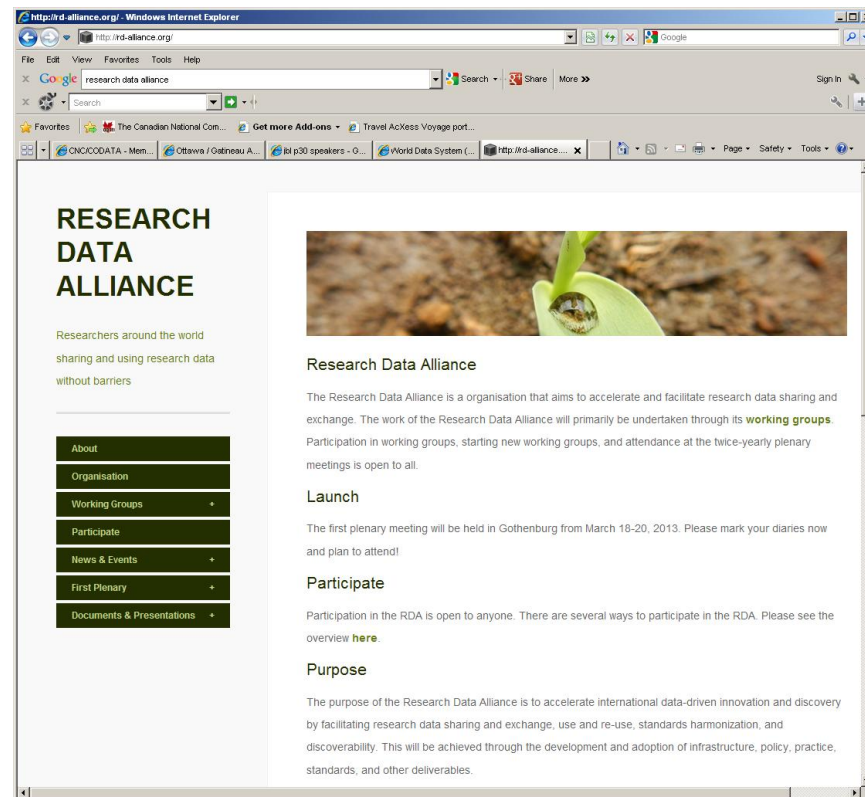 http://rd-alliance.org/ - Windows Internet Explorer
http://rd-alliance.org/
Google
File Edit View Favorites Tools Help
x Google research data alliance Search Share More »
Sign In
x Search
Favorites The Canadian National Com... Get more Add-ons Travel AcXess Voyage port...
CNC/CODATA - Mem... Ottawa / Gatineau A... ibl p30 speakers - G... World Data System (... http://rd-alliance.... x Page Safety Tools
RESEARCH
DATA
ALLIANCE
Researchers around the world
sharing and using research data
without barriers
About
Organisation
Working Groups +
Participate
News & Events +
First Plenary +
Documents & Presentations +
Research Data Alliance
The Research Data Alliance is a organisation that aims to accelerate and facilitate research data sharing and
exchange. The work of the Research Data Alliance will primarily be undertaken through its working groups.
Participation in working groups, starting new working groups, and attendance at the twice-yearly plenary
meetings is open to all.
Launch
The first plenary meeting will be held in Gothenburg from March 18-20, 2013. Please mark your diaries now
and plan to attend!
Participate
Participation in the RDA is open to anyone. There are several ways to participate in the RDA. Please see the
overview here.
Purpose
The purpose of the Research Data Alliance is to accelerate international data-driven innovation and discovery
by facilitating research data sharing and exchange, use and re-use, standards harmonization, and
discoverability. This will be achieved through the development and adoption of infrastructure, policy, practice,
standards, and other deliverables.